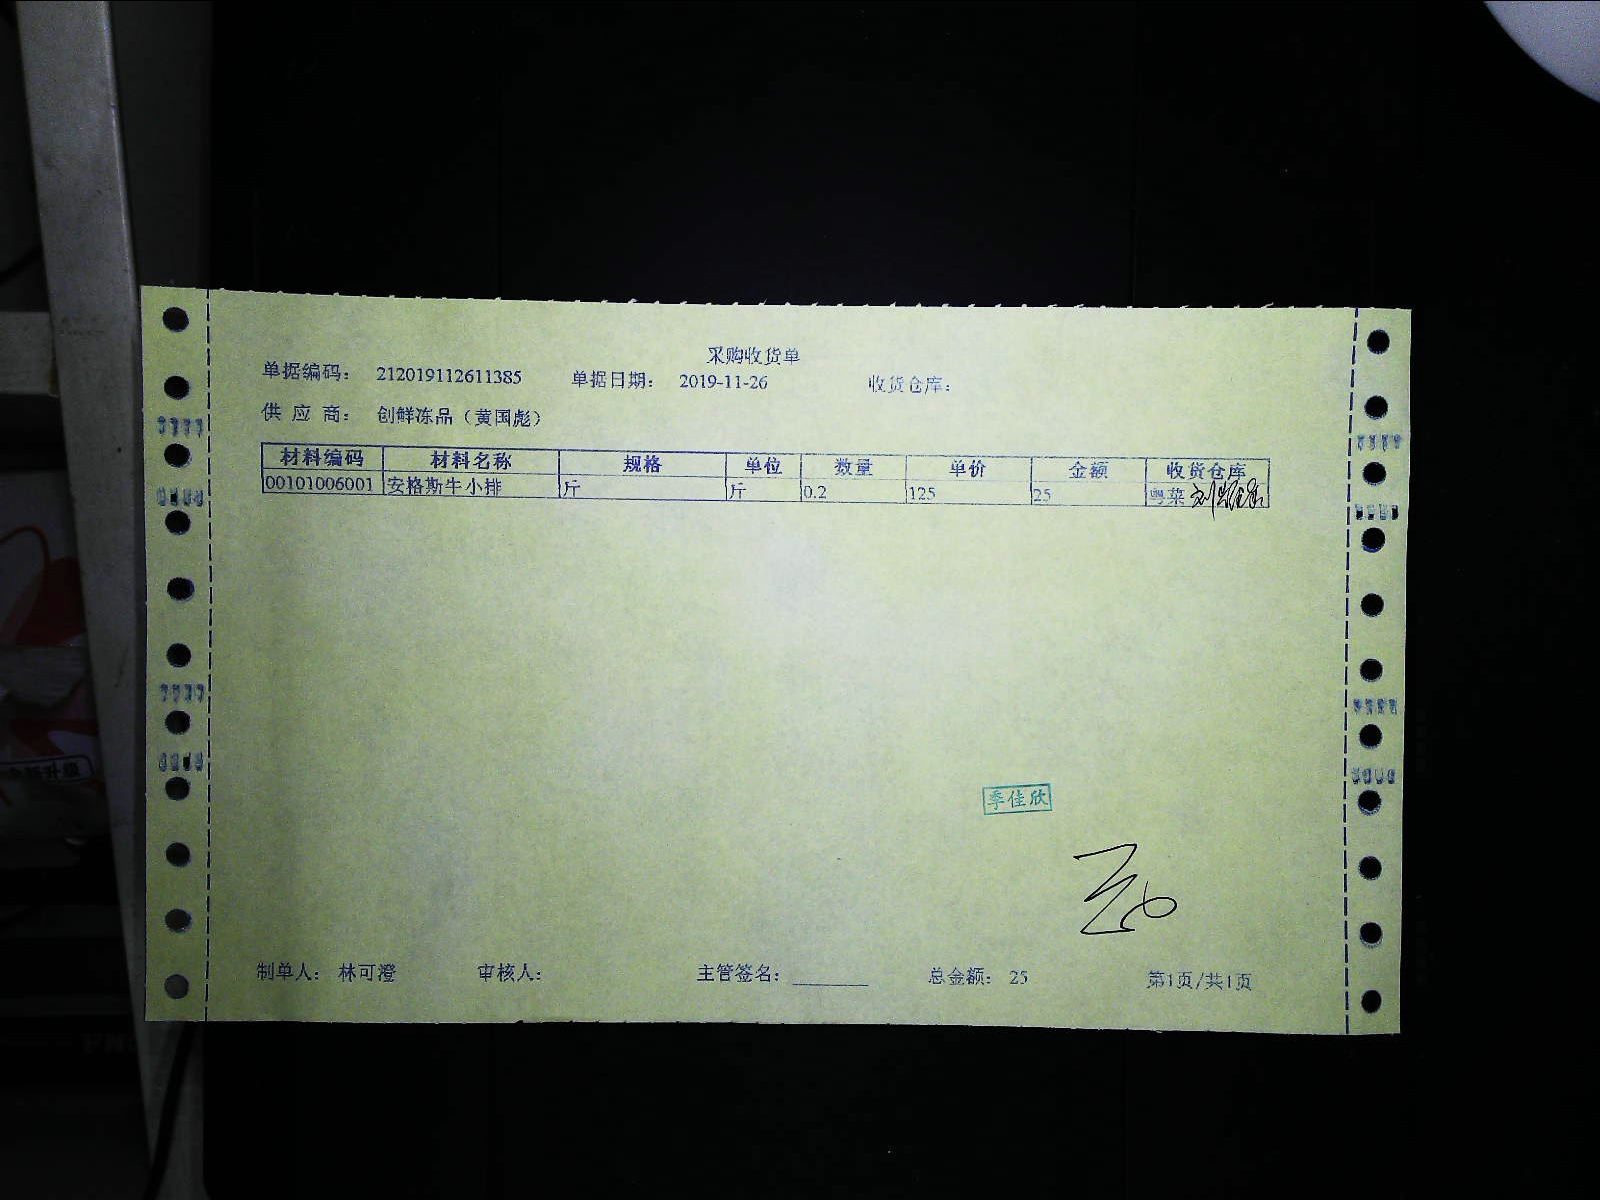 采购收货单
单据编码： 212019112611385 单据日期： 2019-11-26 收货仓库：
供 应 商： 创鲜冻品（黄国彪）
材料编码 材料名称 规格 单位 数量 单价 金额 收货仓库
00101006001 安格斯牛小排 斤 斤 0.2 125 25 粤菜
季佳欣
制单人： 林可澄 审核人： 主管签名： 总金额： 25 第1页/共1页